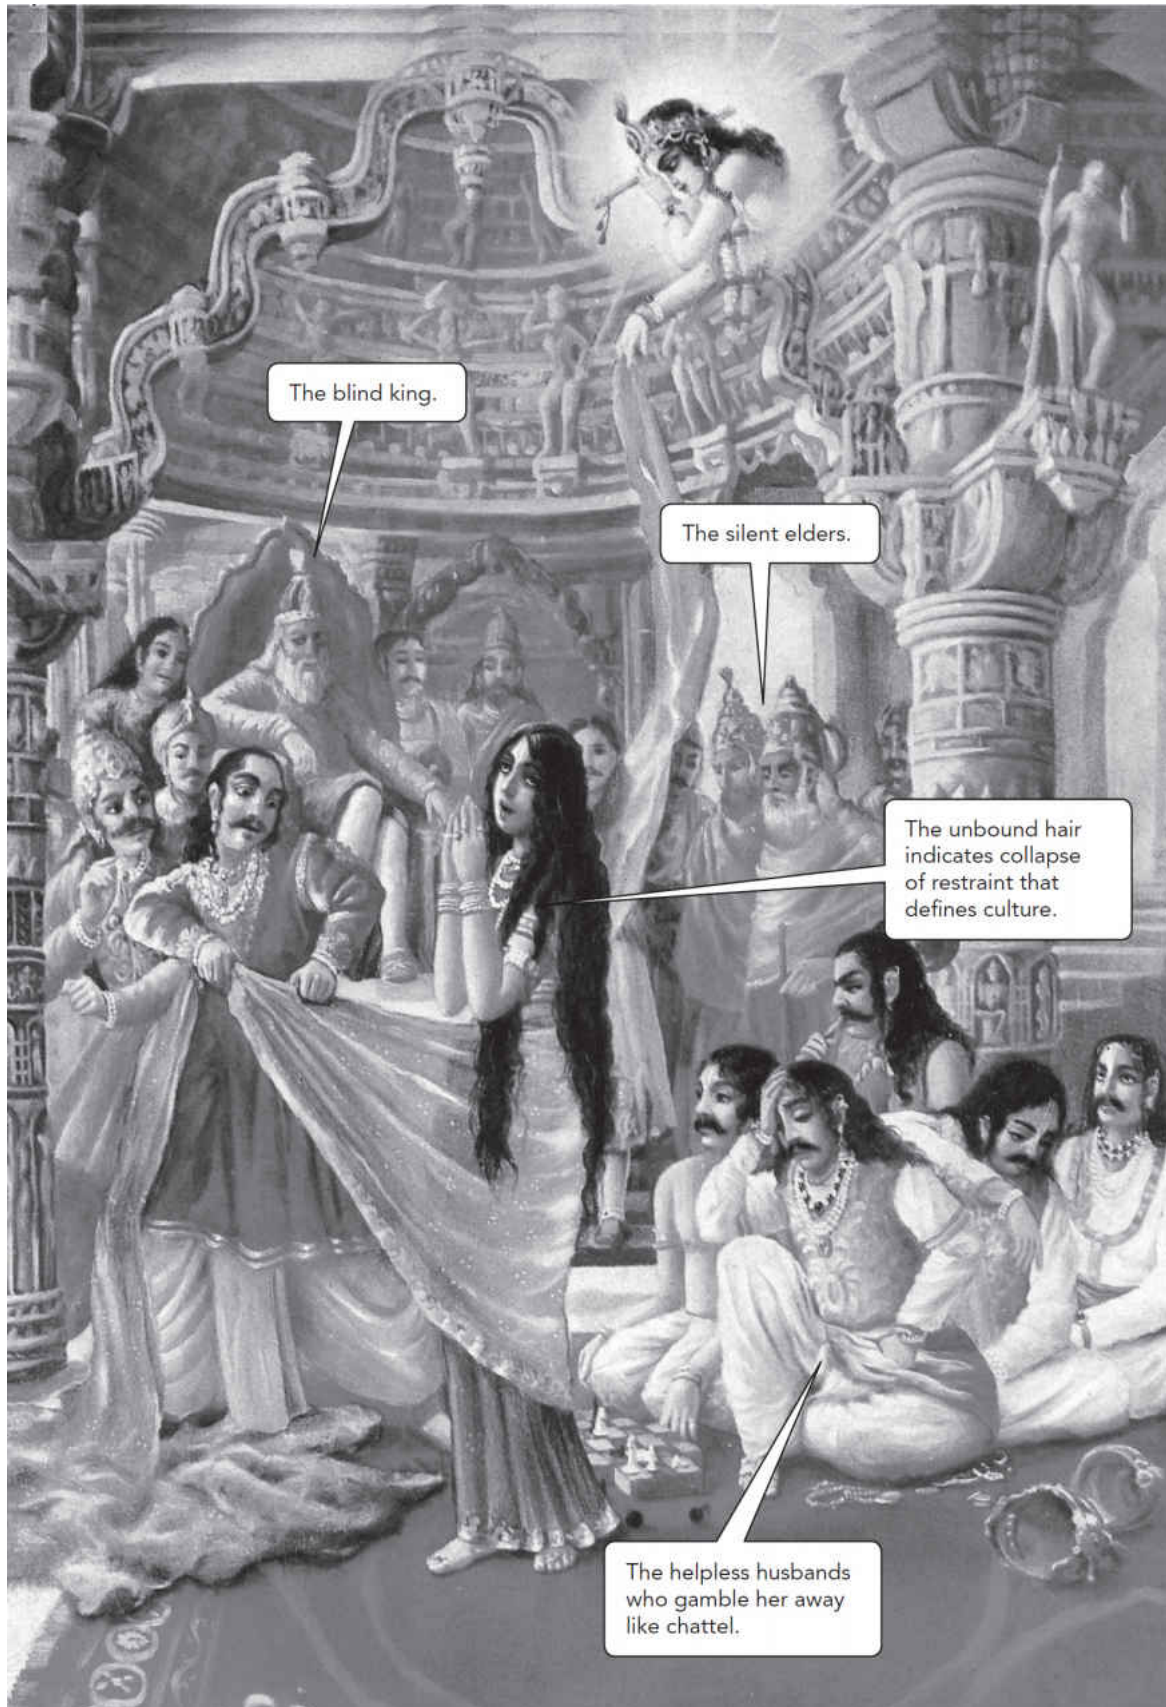 The blind king.
The silent elders.
The unbound hair
indicates collapse
of restraint that
defines culture.
The helpless husbands
who gamble her away
like chattel.